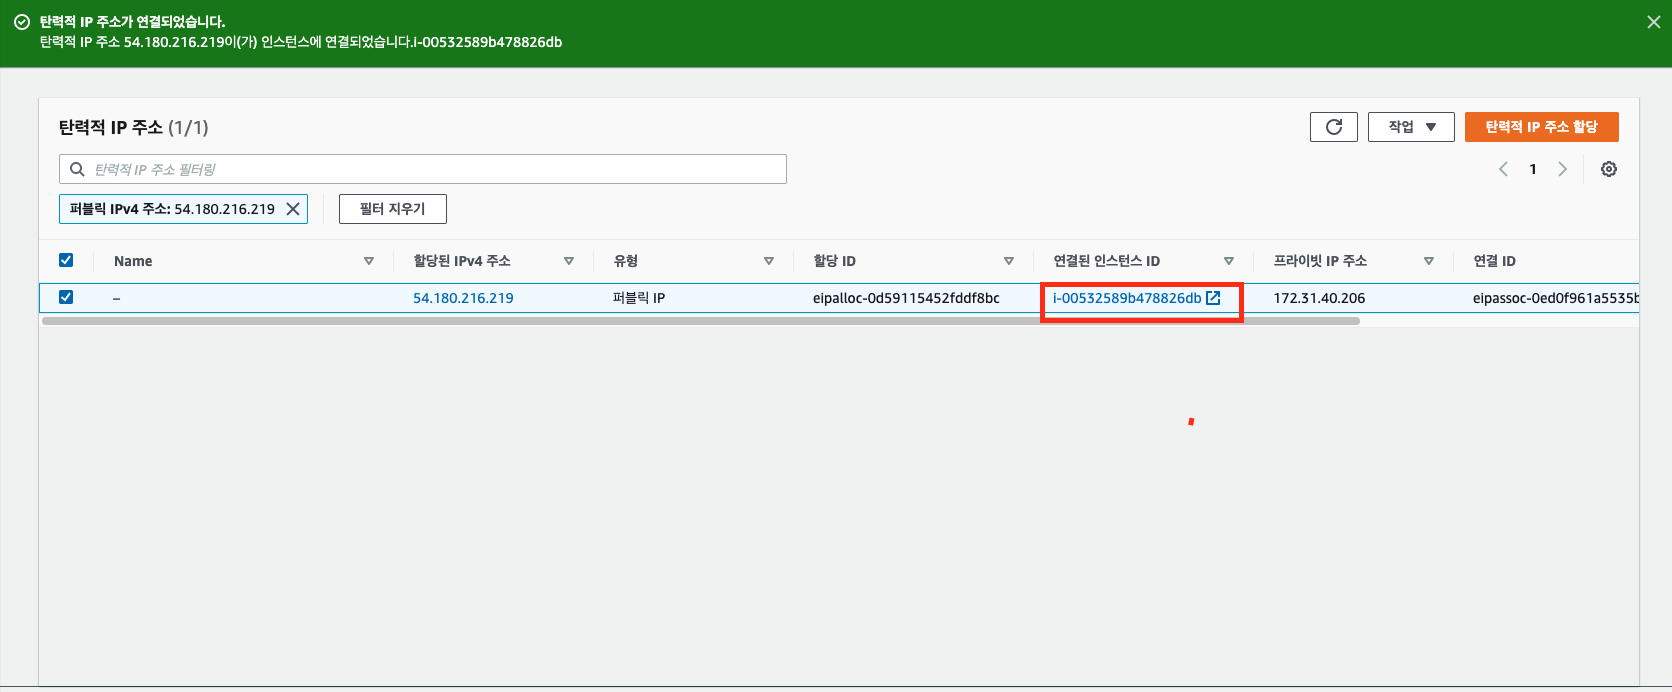 탄력적 IP 주소가 연결되었습니다.
탄력적 IP 주소 54.180.216.219이(가) 인스턴스에 연결되었습니다.i-00532589b478826db
탄력적 IP 주소 (1/1)
작업
탄력적 IP 주소 할당
탄력적 IP 주소 필터링
1
퍼블릭 IPv4 주소: 54.180.216.219
필터 지우기
Name 할당된 IPv4 주소 유형 할당 ID 연결된 인스턴스 ID 프라이빗 IP 주소 연결 ID
– 54.180.216.219 퍼블릭 IP eipalloc-0d59115452fddf8bc i-00532589b478826db 172.31.40.206 eipassoc-0ed0f961a5535b